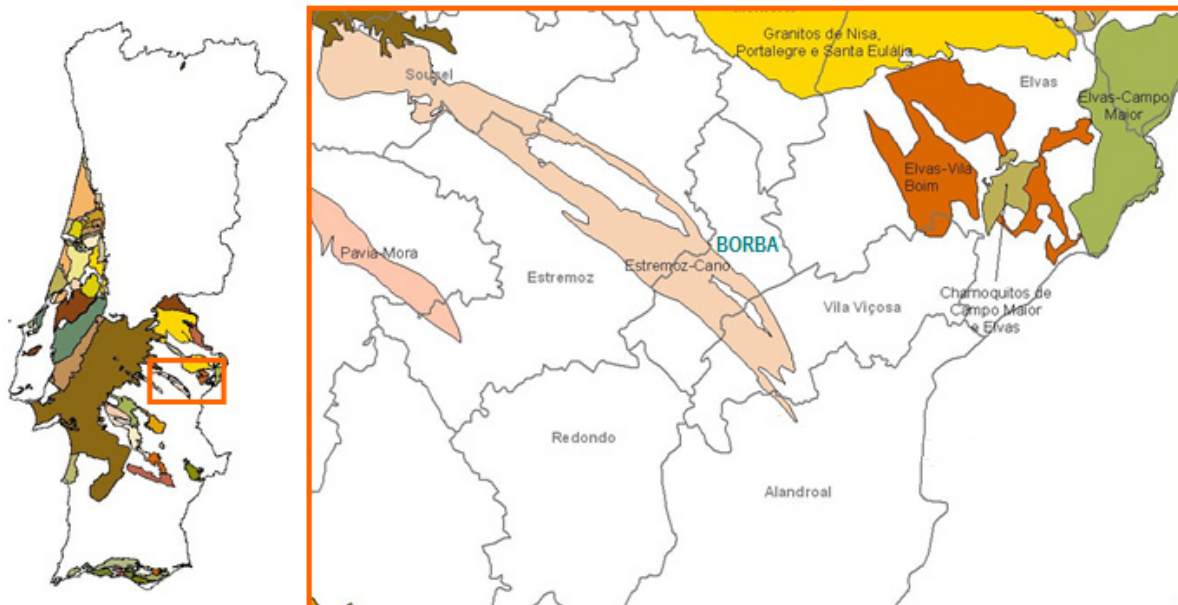 Granitos de Nisa,
Portalegre e Santa Eulália
Sousel
Elvas
Elvas-Campo
Maior
Elvas-Vila
Boim
Pavia-Mora
Estremoz
Estremoz-Cano
BORBA
Vila Viçosa
Charnoquitos de
Campo Maior
e Elvas
Redondo
Alandroal